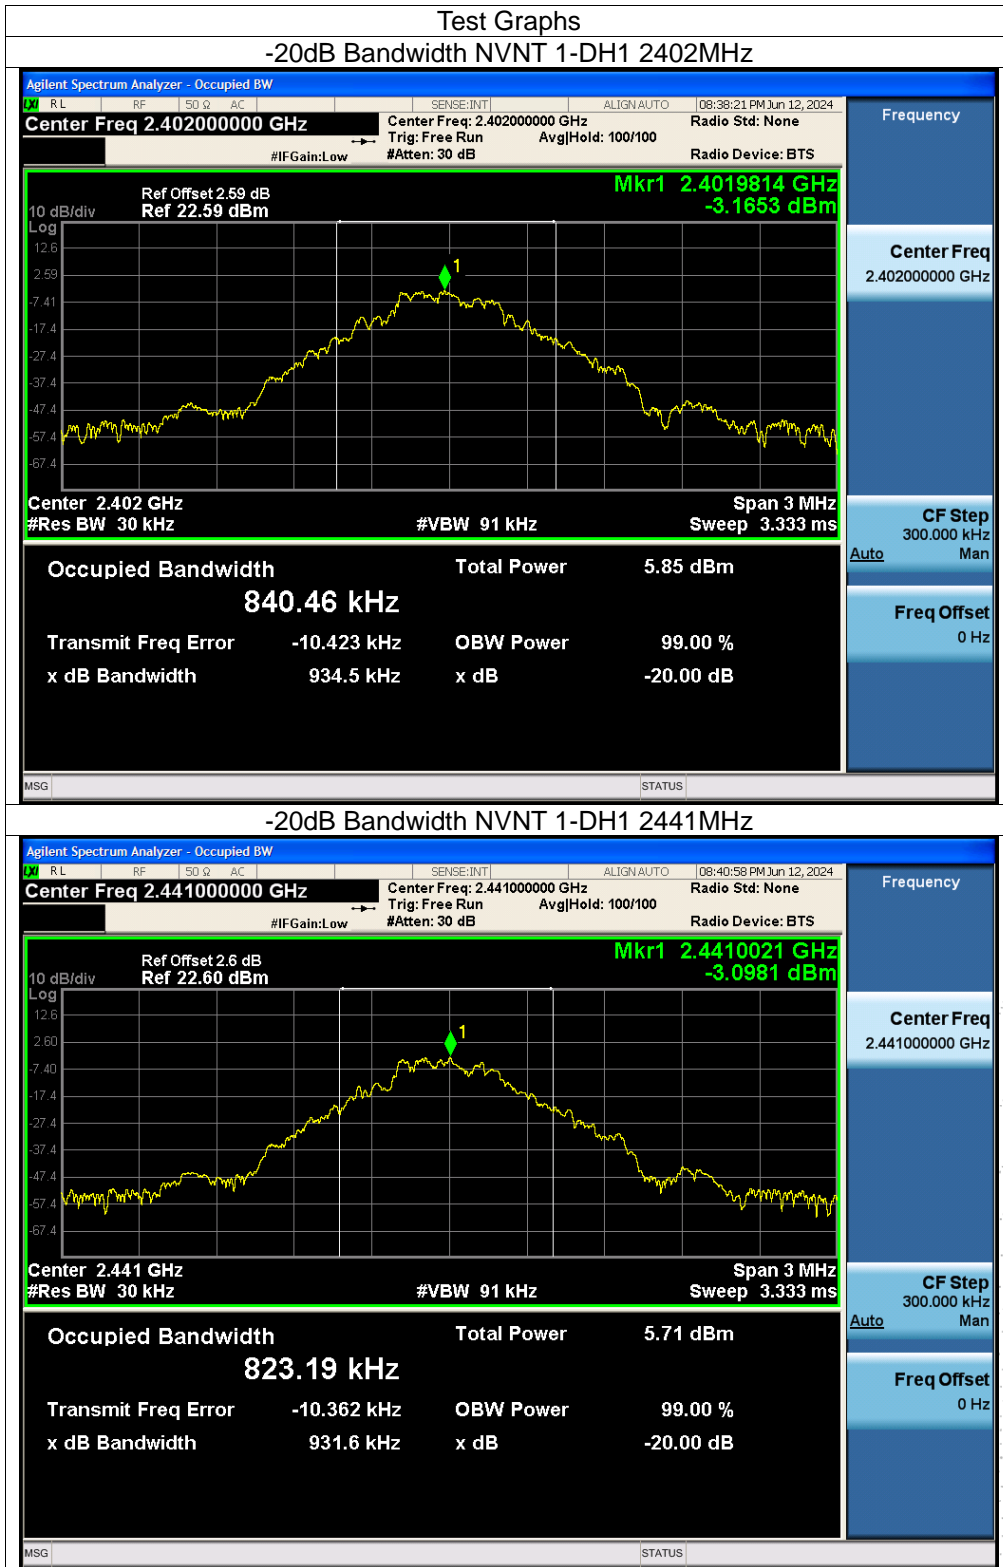 Test Graphs
-20dB Bandwidth NVNT 1-DH1 2402MHz
Agilent Spectrum Analyzer - Occupied BW
LXI RL RF 50 Ω AC SENSE:INT ALIGN AUTO 08:38:21 PM Jun 12, 2024
Center Freq 2.402000000 GHz Center Freq: 2.402000000 GHz Radio Std: None Frequency
Trig: Free Run Avg|Hold: 100/100
#IFGain:Low #Atten: 30 dB Radio Device: BTS
Mkr1 2.4019814 GHz
Ref Offset 2.59 dB
10 dB/div Ref 22.59 dBm -3.1653 dBm
Log
12.6
2.59
-7.41
-17.4
-27.4
-37.4
-47.4
-57.4
-67.4
1
Center Freq
2.402000000 GHz
Center 2.402 GHz Span 3 MHz
#Res BW 30 kHz #VBW 91 kHz Sweep 3.333 ms
CF Step
300.000 kHz
Auto Man
Occupied Bandwidth Total Power 5.85 dBm
840.46 kHz
Freq Offset
0 Hz
Transmit Freq Error -10.423 kHz OBW Power 99.00 %
x dB Bandwidth 934.5 kHz x dB -20.00 dB
MSG STATUS
-20dB Bandwidth NVNT 1-DH1 2441MHz
Agilent Spectrum Analyzer - Occupied BW
LXI RL RF 50 Ω AC SENSE:INT ALIGN AUTO 08:40:58 PM Jun 12, 2024
Center Freq 2.441000000 GHz Center Freq: 2.441000000 GHz Radio Std: None Frequency
Trig: Free Run Avg|Hold: 100/100
#IFGain:Low #Atten: 30 dB Radio Device: BTS
Mkr1 2.4410021 GHz
Ref Offset 2.6 dB
10 dB/div Ref 22.60 dBm -3.0981 dBm
Log
12.6
2.60
-7.40
-17.4
-27.4
-37.4
-47.4
-57.4
-67.4
1
Center Freq
2.441000000 GHz
Center 2.441 GHz Span 3 MHz
#Res BW 30 kHz #VBW 91 kHz Sweep 3.333 ms
CF Step
300.000 kHz
Auto Man
Occupied Bandwidth Total Power 5.71 dBm
823.19 kHz
Freq Offset
0 Hz
Transmit Freq Error -10.362 kHz OBW Power 99.00 %
x dB Bandwidth 931.6 kHz x dB -20.00 dB
MSG STATUS